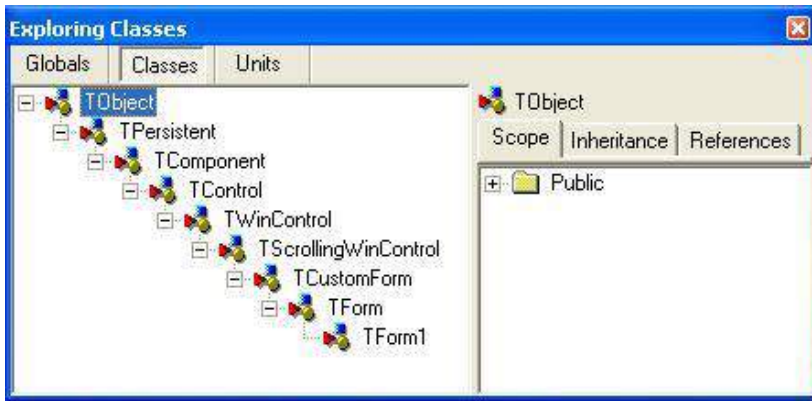 Exploring Classes
Globals Classes Units
TObject
TPersistent
TComponent
TControl
TWinControl
TScrollingWinControl
TCustomForm
TForm
TForm1
TObject
Scope Inheritance References
Public